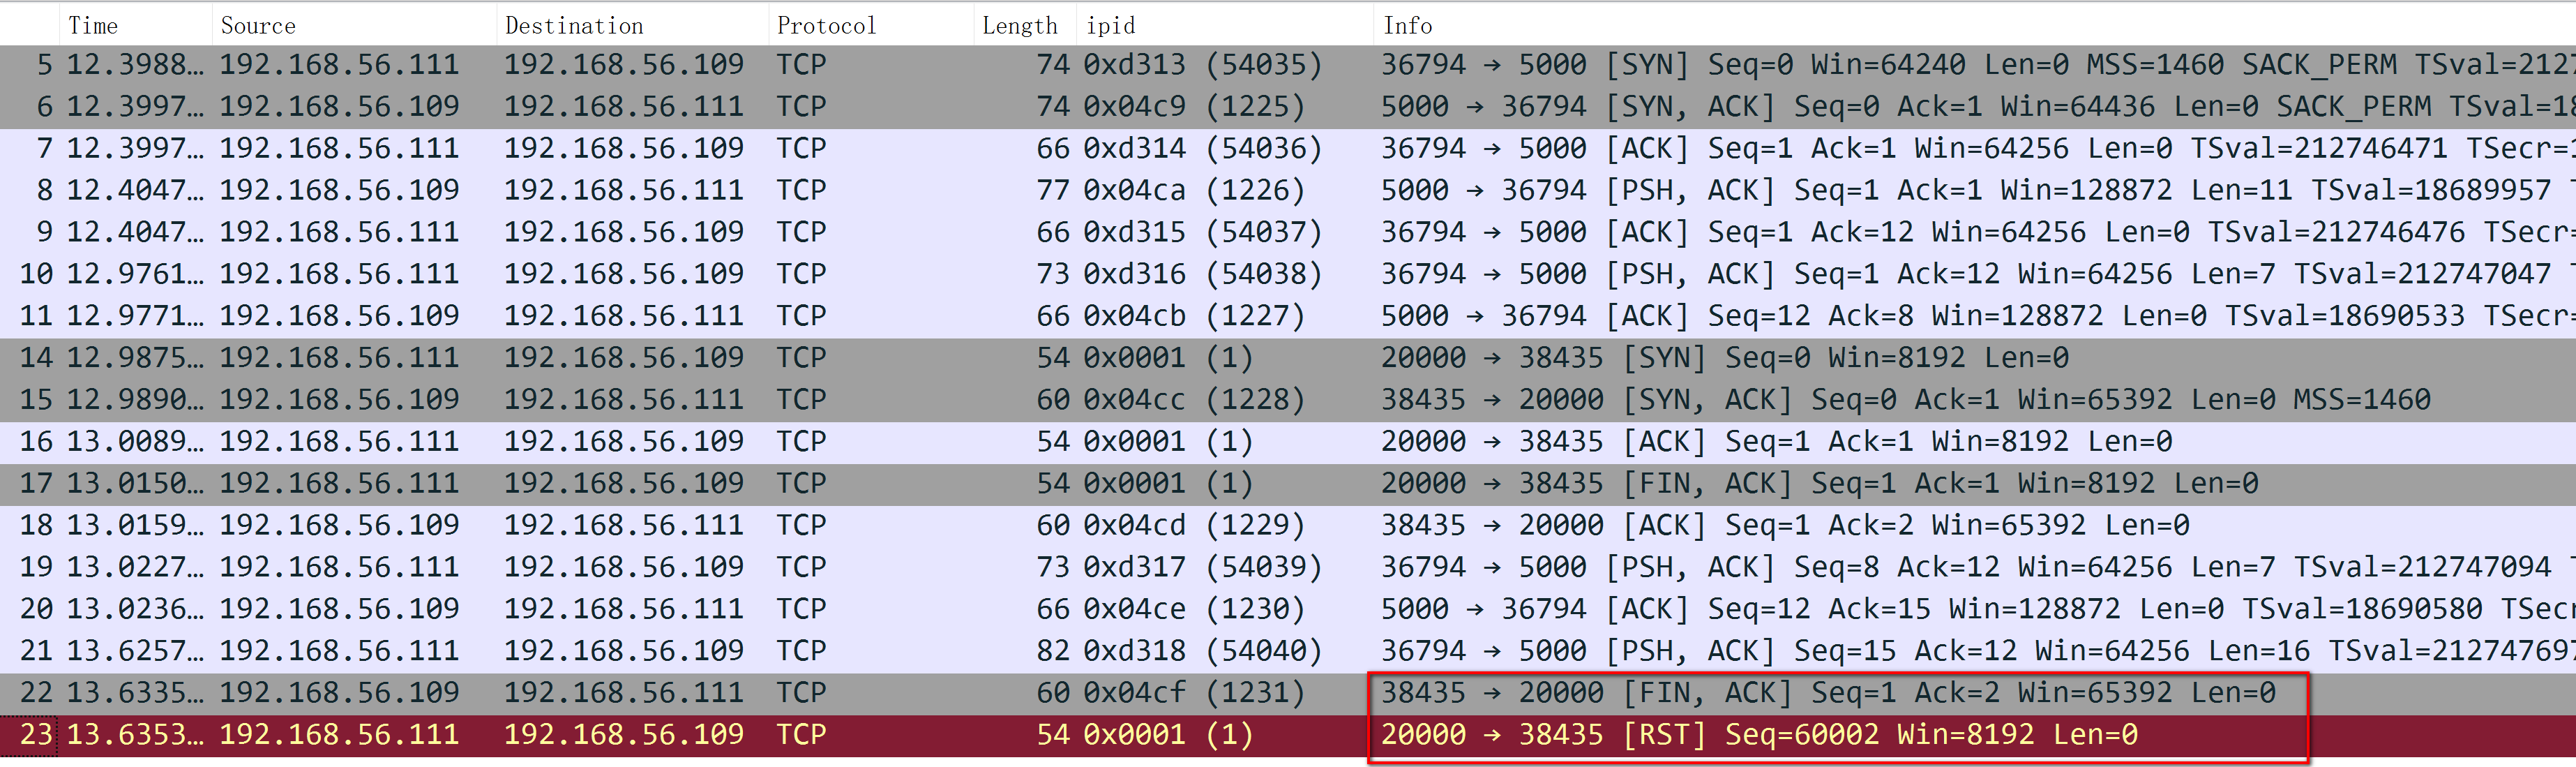 Time Source Destination Protocol Length ipid Info
5 12.3988… 192.168.56.111 192.168.56.109 TCP 74 0xd313 (54035) 36794 → 5000 [SYN] Seq=0 Win=64240 Len=0 MSS=1460 SACK_PERM TSval=2127
6 12.3997… 192.168.56.109 192.168.56.111 TCP 74 0x04c9 (1225) 5000 → 36794 [SYN, ACK] Seq=0 Ack=1 Win=64436 Len=0 SACK_PERM TSval=18
7 12.3997… 192.168.56.111 192.168.56.109 TCP 66 0xd314 (54036) 36794 → 5000 [ACK] Seq=1 Ack=1 Win=64256 Len=0 TSval=212746471 TSecr=1
8 12.4047… 192.168.56.109 192.168.56.111 TCP 77 0x04ca (1226) 5000 → 36794 [PSH, ACK] Seq=1 Ack=1 Win=128872 Len=11 TSval=18689957 T
9 12.4047… 192.168.56.111 192.168.56.109 TCP 66 0xd315 (54037) 36794 → 5000 [ACK] Seq=1 Ack=12 Win=64256 Len=0 TSval=212746476 TSecr=
10 12.9761… 192.168.56.111 192.168.56.109 TCP 73 0xd316 (54038) 36794 → 5000 [PSH, ACK] Seq=1 Ack=12 Win=64256 Len=7 TSval=212747047 T
11 12.9771… 192.168.56.109 192.168.56.111 TCP 66 0x04cb (1227) 5000 → 36794 [ACK] Seq=12 Ack=8 Win=128872 Len=0 TSval=18690533 TSecr=
14 12.9875… 192.168.56.111 192.168.56.109 TCP 54 0x0001 (1) 20000 → 38435 [SYN] Seq=0 Win=8192 Len=0
15 12.9890… 192.168.56.109 192.168.56.111 TCP 60 0x04cc (1228) 38435 → 20000 [SYN, ACK] Seq=0 Ack=1 Win=65392 Len=0 MSS=1460
16 13.0089… 192.168.56.111 192.168.56.109 TCP 54 0x0001 (1) 20000 → 38435 [ACK] Seq=1 Ack=1 Win=8192 Len=0
17 13.0150… 192.168.56.111 192.168.56.109 TCP 54 0x0001 (1) 20000 → 38435 [FIN, ACK] Seq=1 Ack=1 Win=8192 Len=0
18 13.0159… 192.168.56.109 192.168.56.111 TCP 60 0x04cd (1229) 38435 → 20000 [ACK] Seq=1 Ack=2 Win=65392 Len=0
19 13.0227… 192.168.56.111 192.168.56.109 TCP 73 0xd317 (54039) 36794 → 5000 [PSH, ACK] Seq=8 Ack=12 Win=64256 Len=7 TSval=212747094 T
20 13.0236… 192.168.56.109 192.168.56.111 TCP 66 0x04ce (1230) 5000 → 36794 [ACK] Seq=12 Ack=15 Win=128872 Len=0 TSval=18690580 TSecr
21 13.6257… 192.168.56.111 192.168.56.109 TCP 82 0xd318 (54040) 36794 → 5000 [PSH, ACK] Seq=15 Ack=12 Win=64256 Len=16 TSval=212747697
22 13.6335… 192.168.56.109 192.168.56.111 TCP 60 0x04cf (1231) 38435 → 20000 [FIN, ACK] Seq=1 Ack=2 Win=65392 Len=0
23 13.6353… 192.168.56.111 192.168.56.109 TCP 54 0x0001 (1) 20000 → 38435 [RST] Seq=60002 Win=8192 Len=0